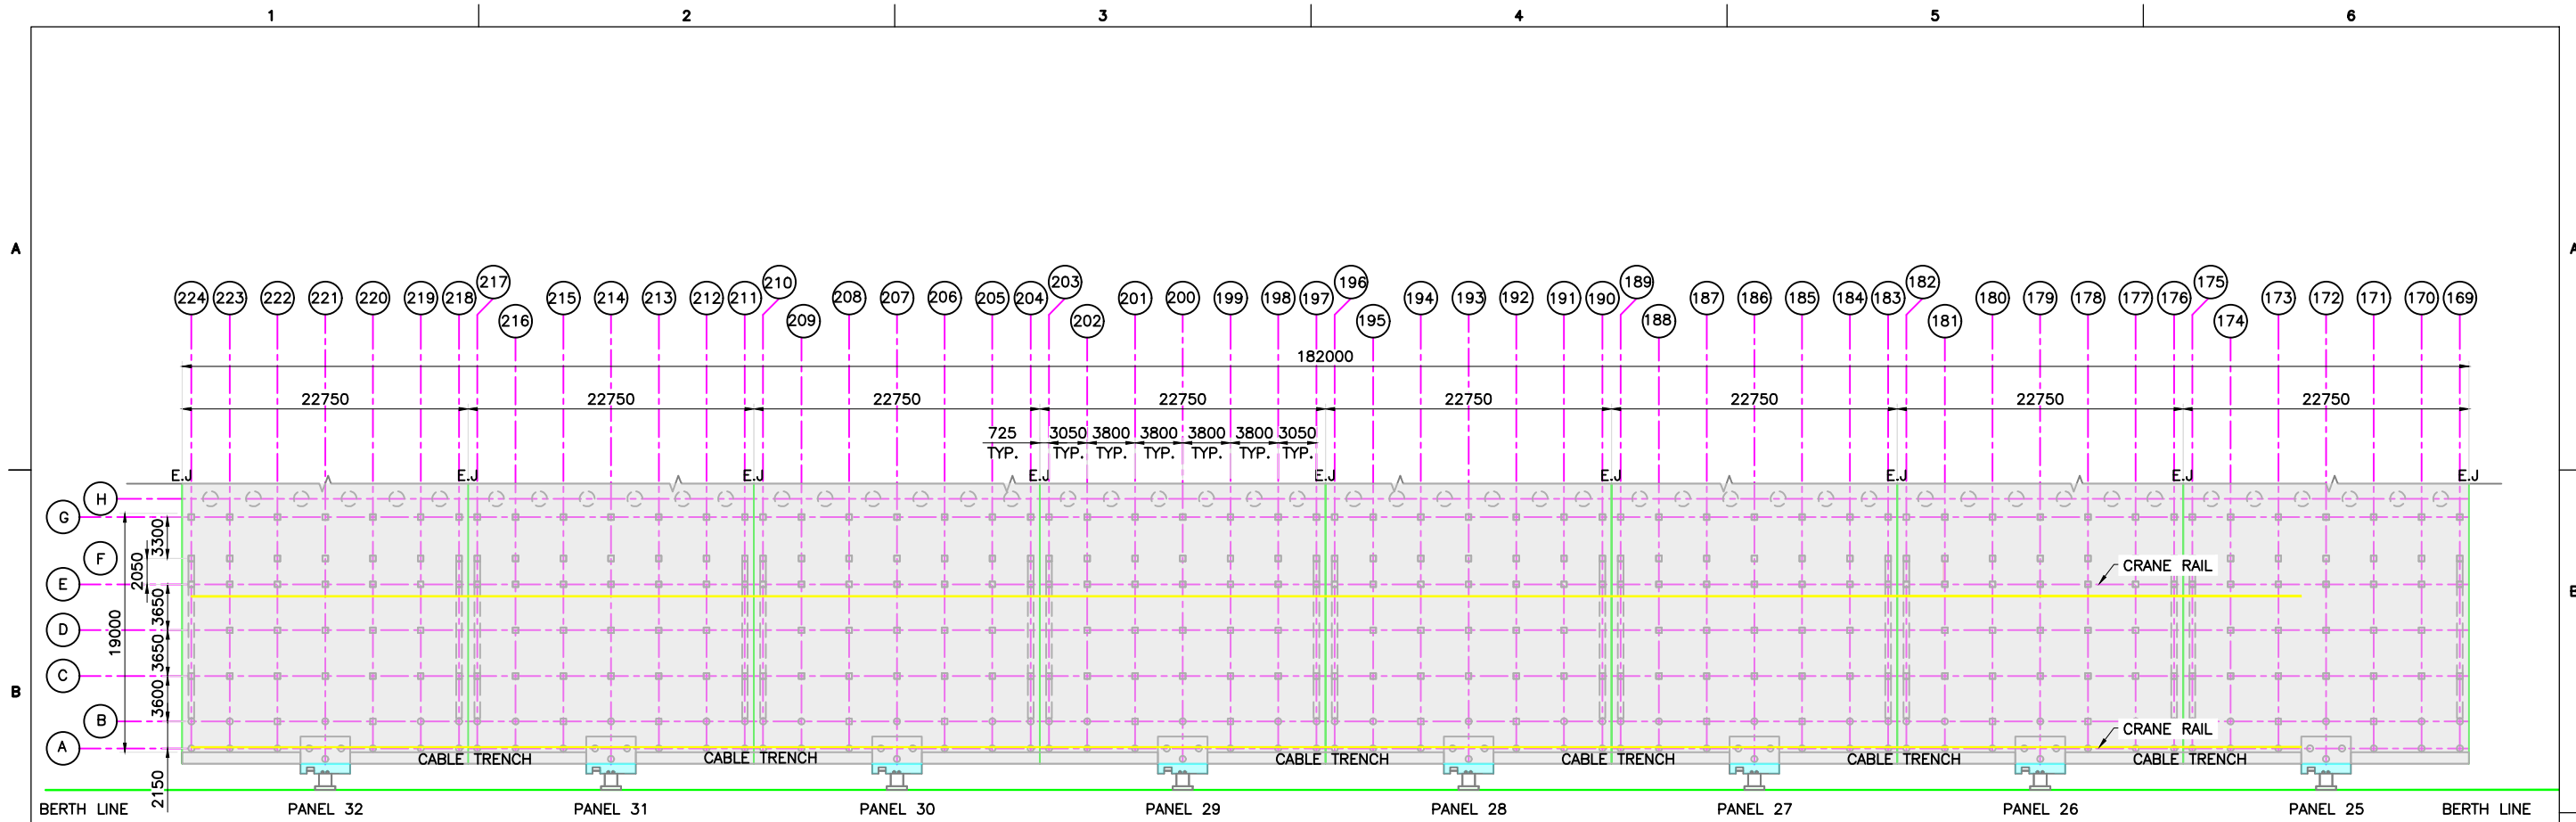 1 2 3 4 5 6
A A
217 210 203 196 189 182 175
224 223 222 221 220 219 218 215 214 213 212 211 208 207 206 205 204 201 200 199 198 197 194 193 192 191 190 187 186 185 184 183 180 179 178 177 176 173 172 171 170 169
216 209 202 195 188 181 174
182000
22750 22750 22750 22750 22750 22750 22750 22750
725 3050 3800 3800 3800 3800 3050
TYP. TYP. TYP. TYP. TYP. TYP. TYP.
E.J E.J E.J E.J E.J E.J E.J E.J E.J
H
G
3300
F
2050
CRANE RAIL
E
3650
D
19000
3650
C
3600
B
B
CRANE RAIL
A
CABLE TRENCH CABLE TRENCH CABLE TRENCH CABLE TRENCH CABLE TRENCH CABLE TRENCH
2150
BERTH LINE PANEL 32 PANEL 31 PANEL 30 PANEL 29 PANEL 28 PANEL 27 PANEL 26 PANEL 25 BERTH LINE